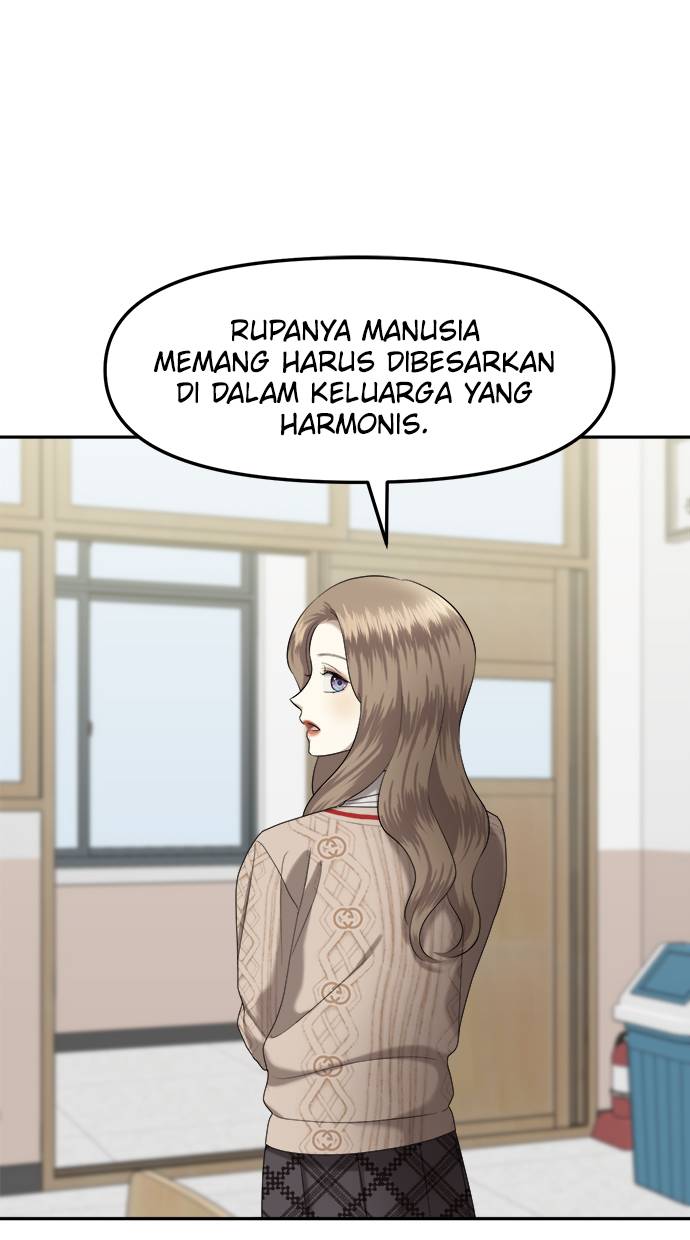 RUPANYA MANUSIA
MEMANG HARUS DIBESARKAN
DI DALAM KELUARGA YANG
HARMONIS.